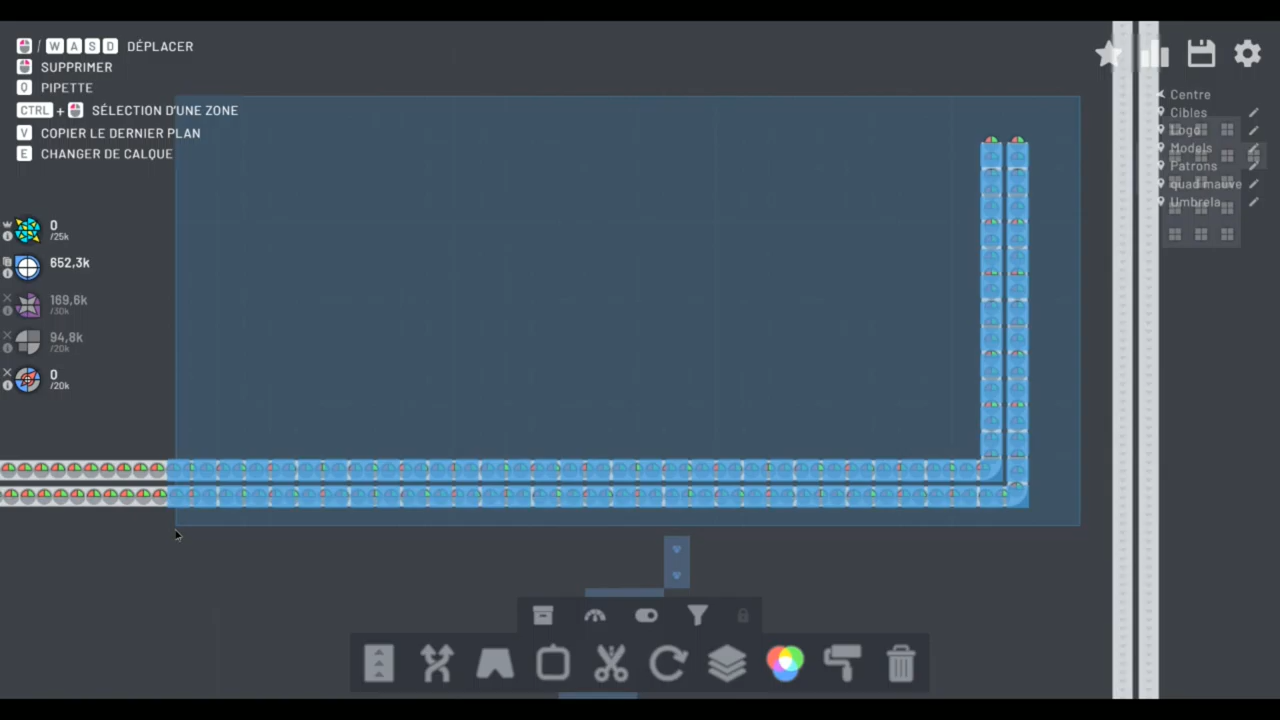 / W A S D DÉPLACER
SUPPRIMER
Q PIPETTE
CTRL + SÉLECTION D'UNE ZONE
V COPIER LE DERNIER PLAN
E CHANGER DE CALQUE
0
/25k
652,3k
169,6k
/30k
94,8k
/20k
0
/20k
Centre
Cibles
Logo
Models
Patrons
quad mauve
Umbrela